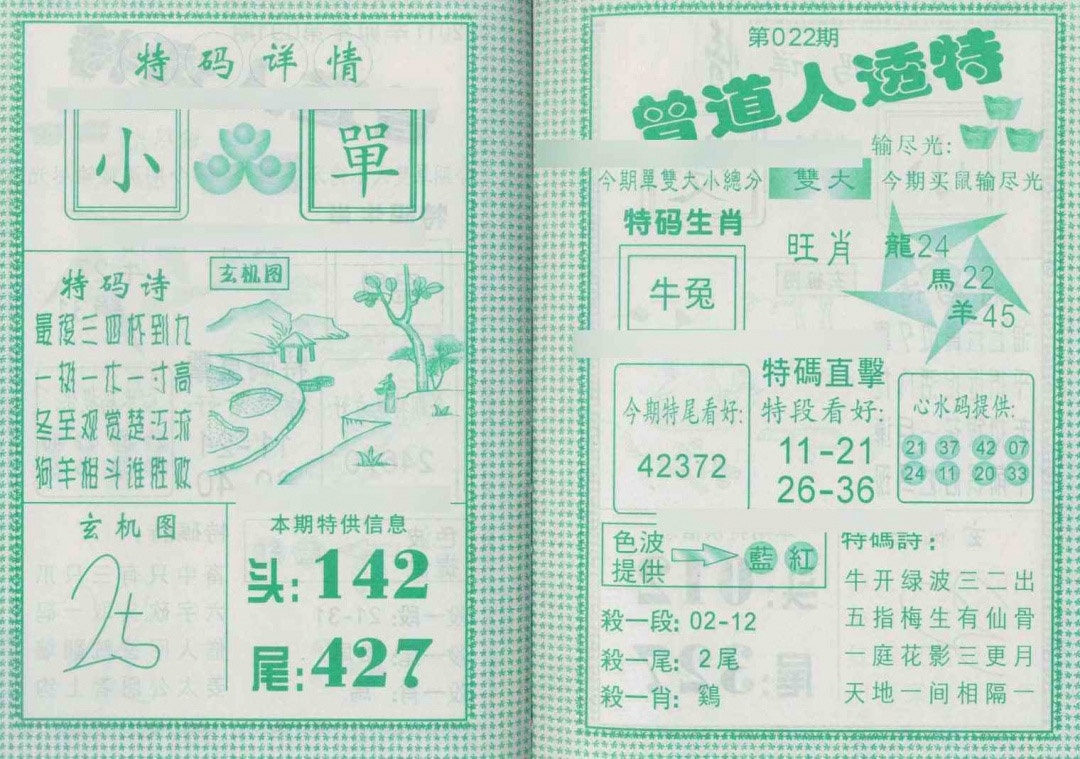 特码详情
小 單
特码诗
玄机图
最後三四杯到九
一物一木一寸高
冬至观赏楚江流
狗羊相斗谁胜败
玄机图
本期特供信息
头:142
尾:427
第022期
曾道人透特
输尽光:
今期單雙大小總分 雙大 今期买鼠输尽光
特码生肖
牛兔
旺肖
龍24
馬22
羊45
今期特尾看好:
42372
特碼直擊
特段看好:
11-21
26-36
心水码提供:
21 37 42 07
24 11 20 33
色波
提供
藍 紅
殺一段: 02-12
殺一尾: 2尾
殺一肖: 鷄
特碼詩:
牛开绿波三二出
五指梅生有仙骨
一庭花影三更月
天地一间相隔一